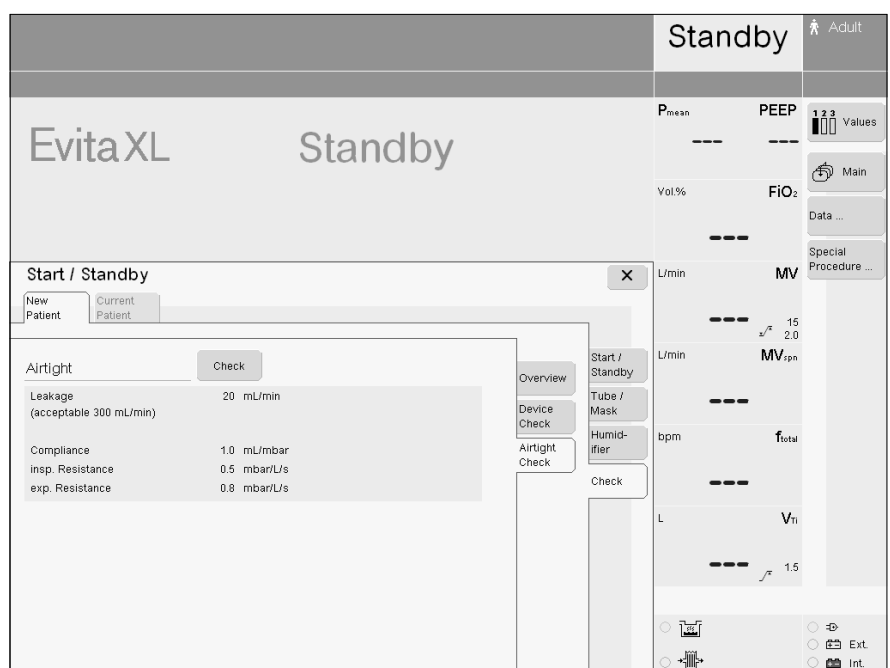 Standby
Adult
Evita XL Standby
Pmean PEEP
--- ---
1 2 3
Values
Main
Vol.% FiO2
---
Data ...
Special
Procedure ...
Start / Standby
X
New
Patient
Current
Patient
L/min MV
---
15
2.0
Airtight
Check
Leakage 20 mL/min
(acceptable 300 mL/min)
Compliance 1.0 mL/mbar
insp. Resistance 0.5 mbar/L/s
exp. Resistance 0.8 mbar/L/s
Overview
Device
Check
Airtight
Check
Start /
Standby
Tube /
Mask
Humid-
ifier
Check
L/min MVspn
---
bpm ftotal
---
L VTi
---
1.5
Ext.
Int.